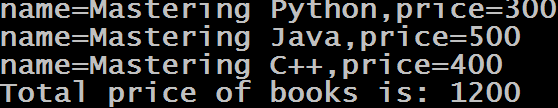 name=Mastering Python,price=300
name=Mastering Java,price=500
name=Mastering C++,price=400
Total price of books is: 1200